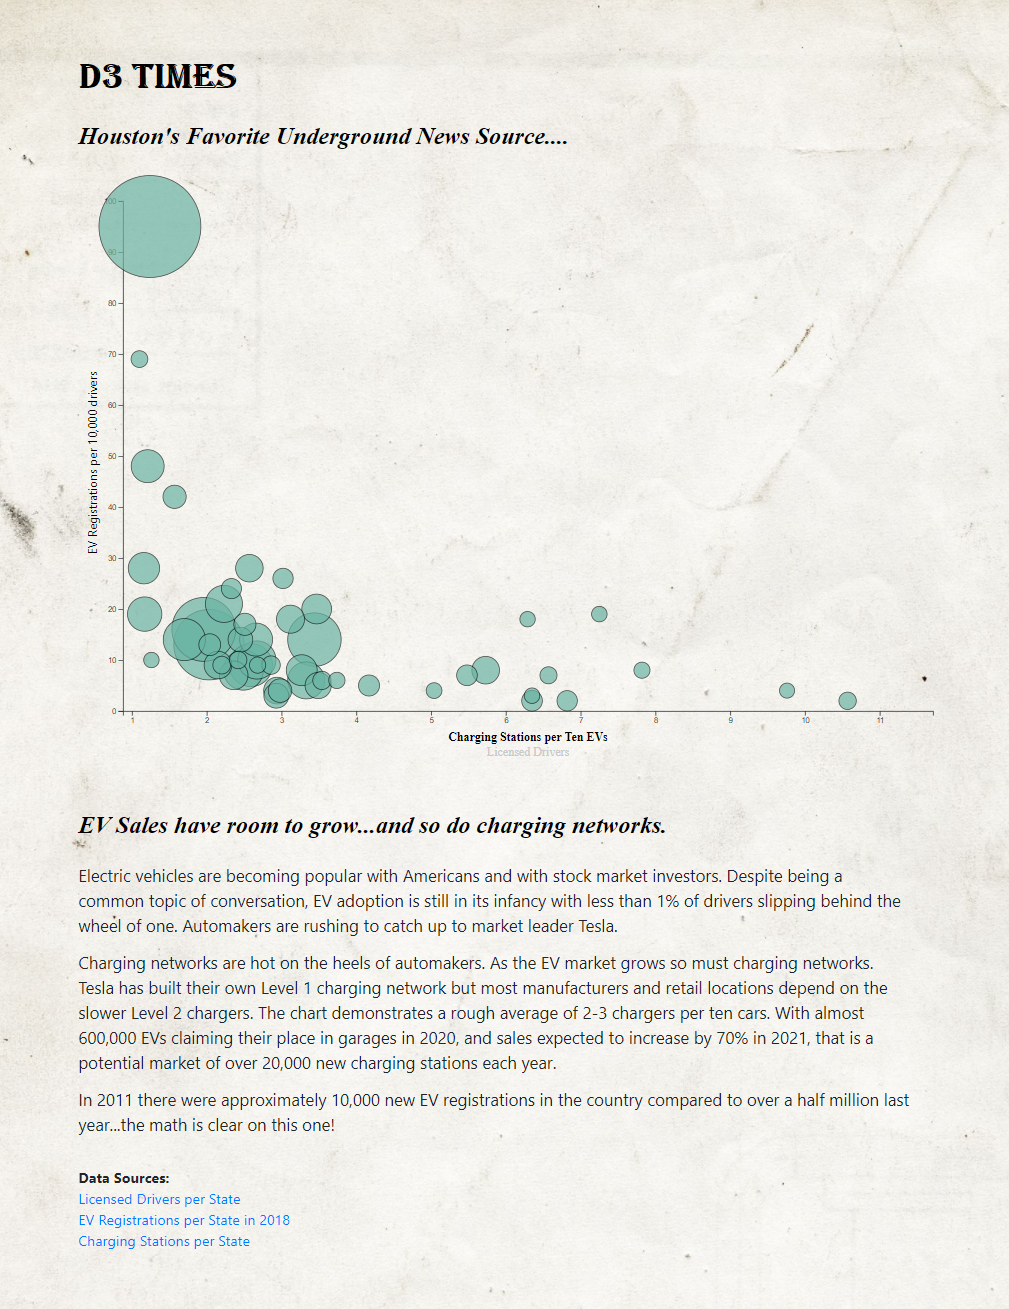 D3 TIMES
Houston's Favorite Underground News Source....
100
90
80
70
60
50
40
30
20
10
0
EV Registrations per 10,000 drivers
1 2 3 4 5 6 7 8 9 10 11
Charging Stations per Ten EVs
Licensed Drivers
EV Sales have room to grow...and so do charging networks.
Electric vehicles are becoming popular with Americans and with stock market investors. Despite being a
common topic of conversation, EV adoption is still in its infancy with less than 1% of drivers slipping behind the
wheel of one. Automakers are rushing to catch up to market leader Tesla.
Charging networks are hot on the heels of automakers. As the EV market grows so must charging networks.
Tesla has built their own Level 1 charging network but most manufacturers and retail locations depend on the
slower Level 2 chargers. The chart demonstrates a rough average of 2-3 chargers per ten cars. With almost
600,000 EVs claiming their place in garages in 2020, and sales expected to increase by 70% in 2021, that is a
potential market of over 20,000 new charging stations each year.
In 2011 there were approximately 10,000 new EV registrations in the country compared to over a half million last
year...the math is clear on this one!
Data Sources:
Licensed Drivers per State
EV Registrations per State in 2018
Charging Stations per State